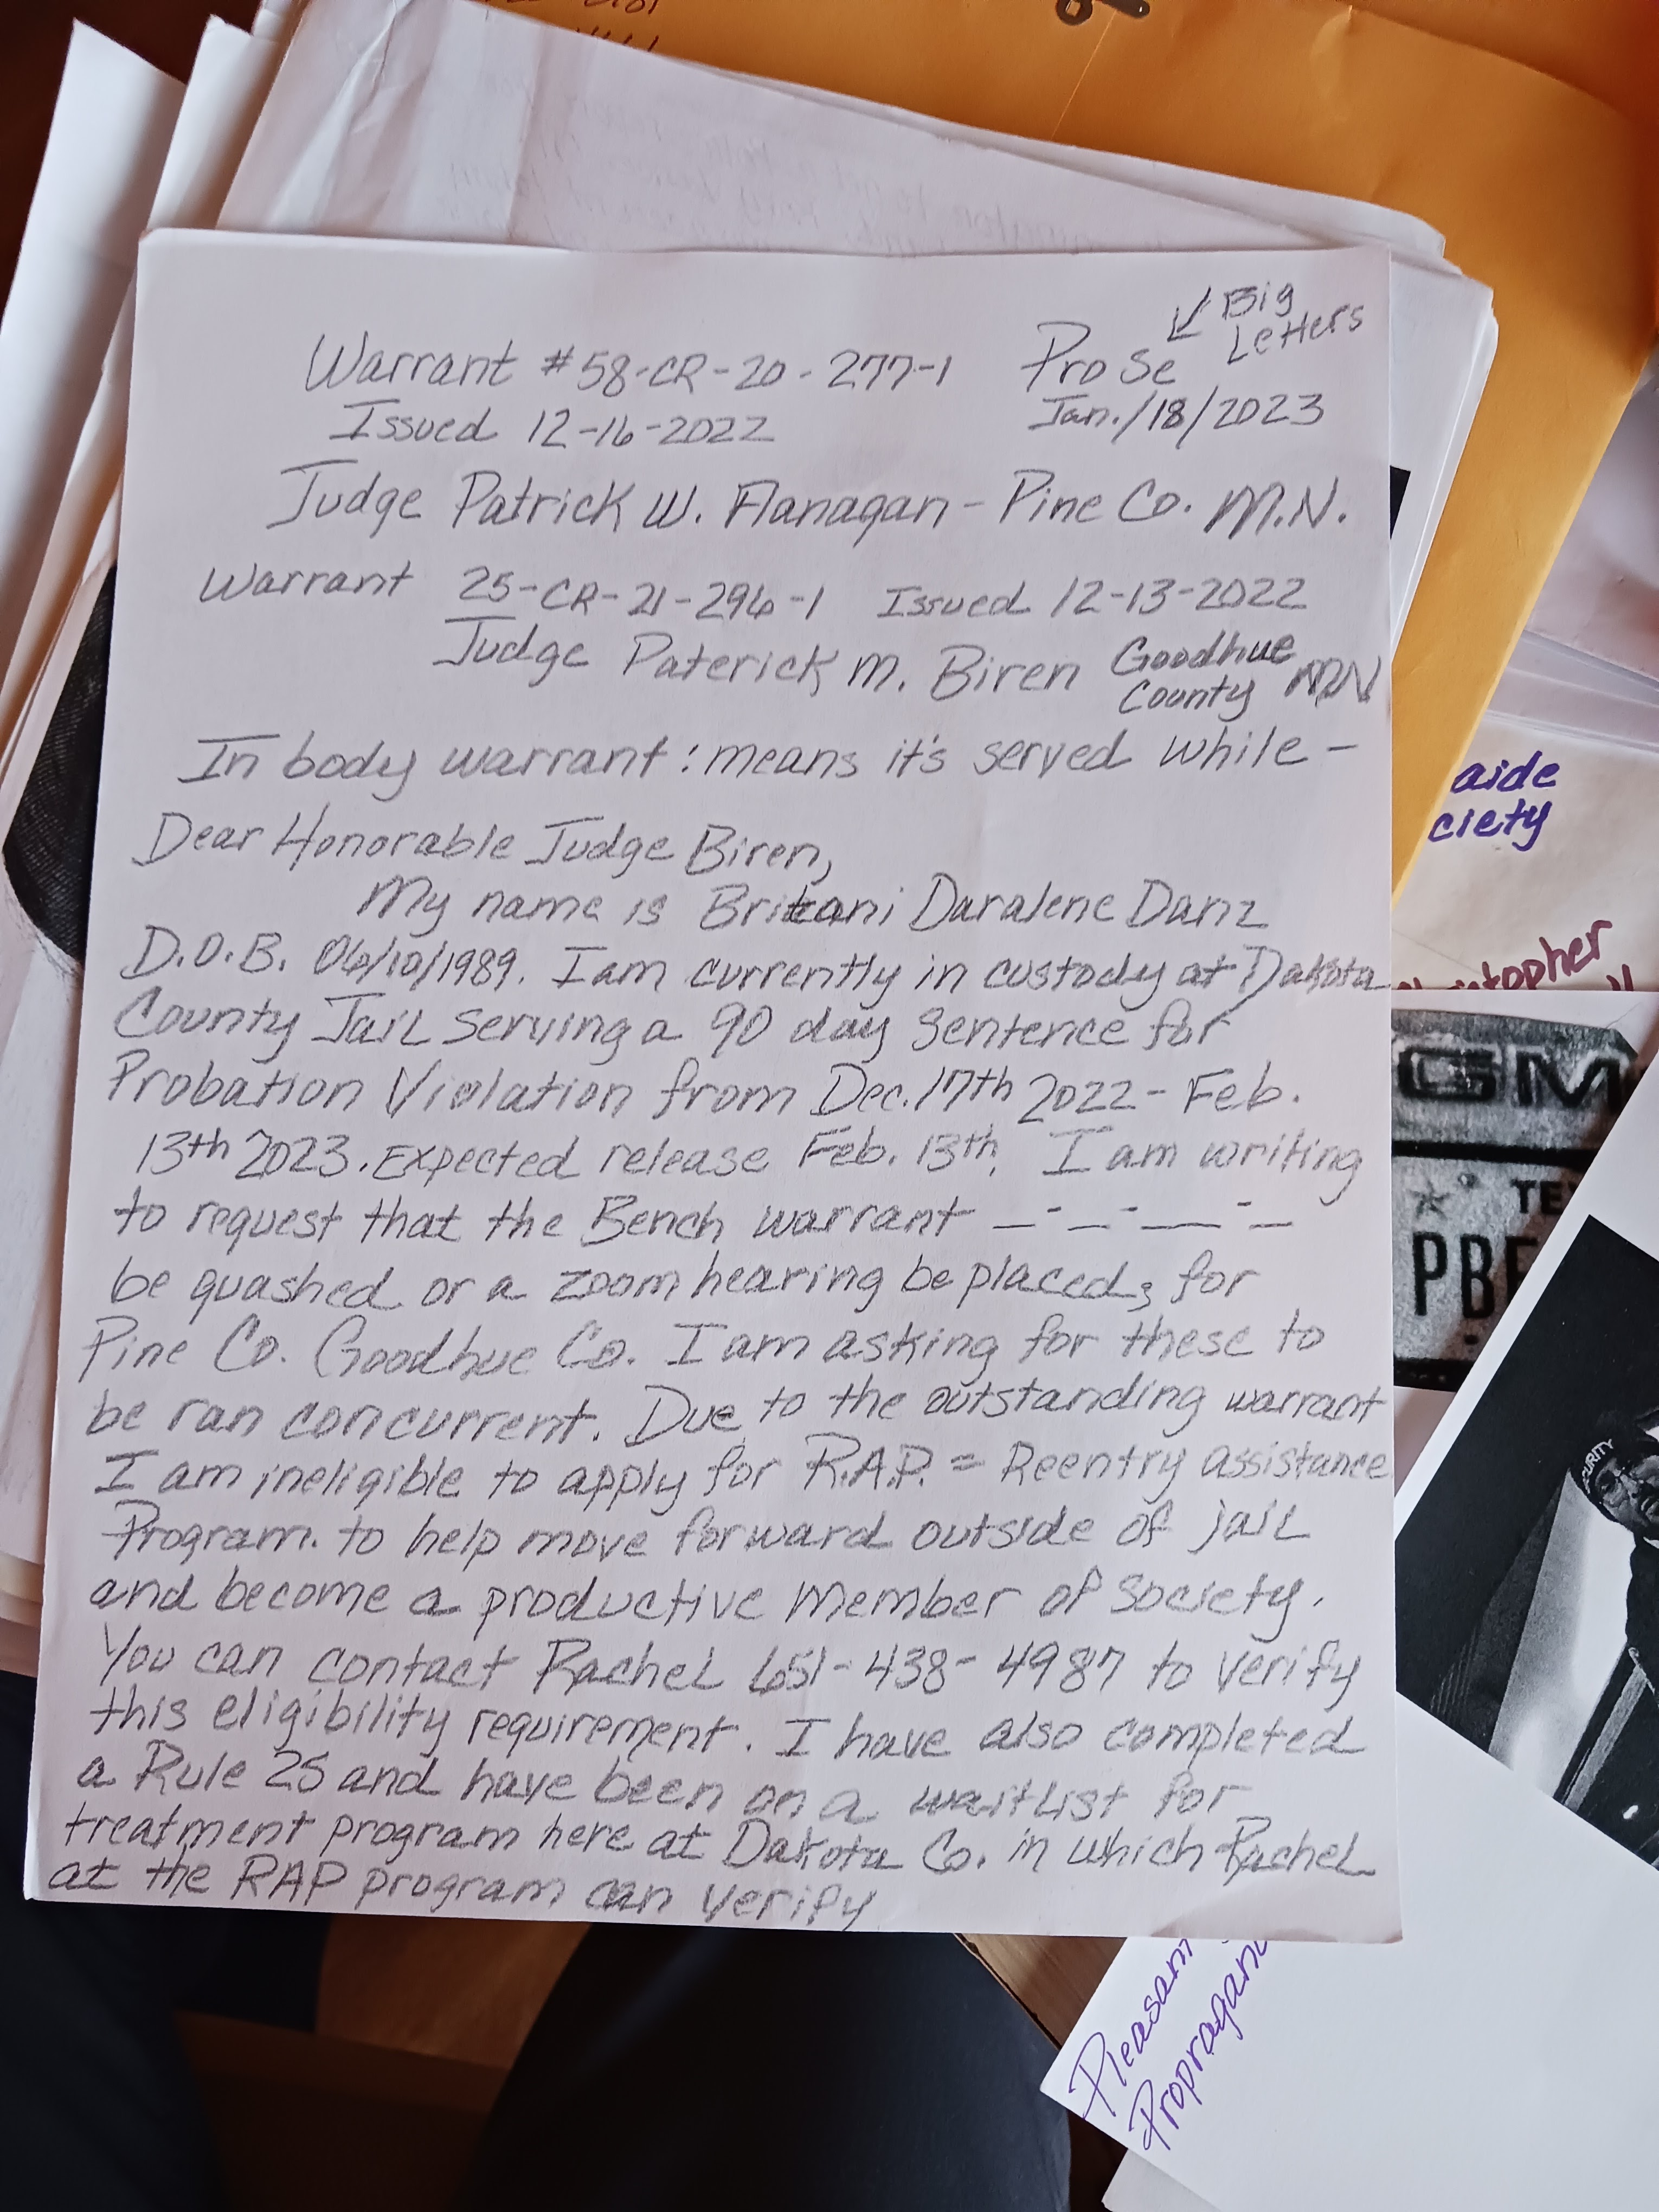 Big
Letters
Warrant #58-CR-20-277-1 Pro Se
Issued 12-16-2022 Jan./18/2023
Judge Patrick W. Flanagan - Pine Co. M.N.
Warrant 25-CR-21-296-1 Issued 12-13-2022
Judge Paterick M. Biren Goodhue County MN
In body warrant: means it's served while -
Dear Honorable Judge Biren,
My name is Britani Daralene Danz
D.O.B. 06/10/1989. I am currently in custody at Dakota
County Jail serving a 90 day sentence for
Probation Violation from Dec. 17th 2022 - Feb.
13th 2023. Expected release Feb. 13th. I am writing
to request that the Bench warrant _-_-_-_
be quashed or a zoom hearing be placed; for
Pine Co. Goodhue Co. I am asking for these to
be ran concurrent. Due to the outstanding warrant
I am ineligible to apply for R.A.P. = Reentry assistance
Program. to help move forward outside of jail
and become a productive member of society.
You can contact Rachel 651-438-4987 to verify
this eligibility requirement. I have also completed
a Rule 25 and have been on a waitlist for
treatment program here at Dakota Co. in which Rachel
at the RAP program can verify
aide
ciety
topher
GM
TE
PB
URITY
Pleasan
Propragan